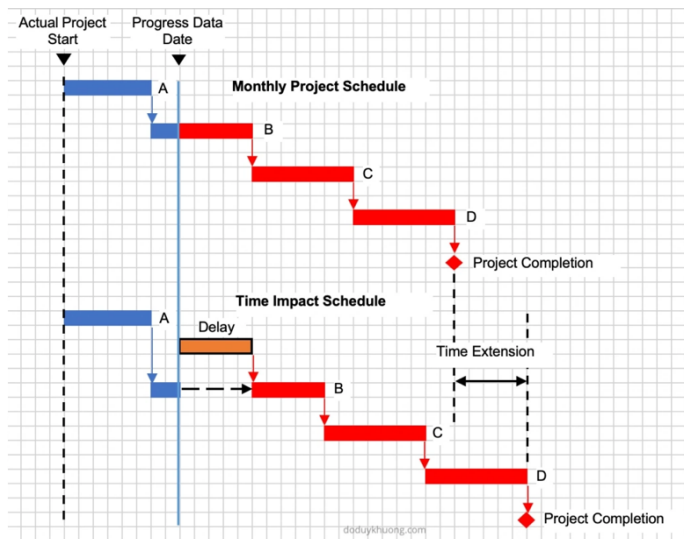 Actual Project
Start
Progress Data
Date
A
Monthly Project Schedule
B
C
D
Project Completion
Time Impact Schedule
A
Delay
Time Extension
B
C
D
Project Completion
doduykhuong.com